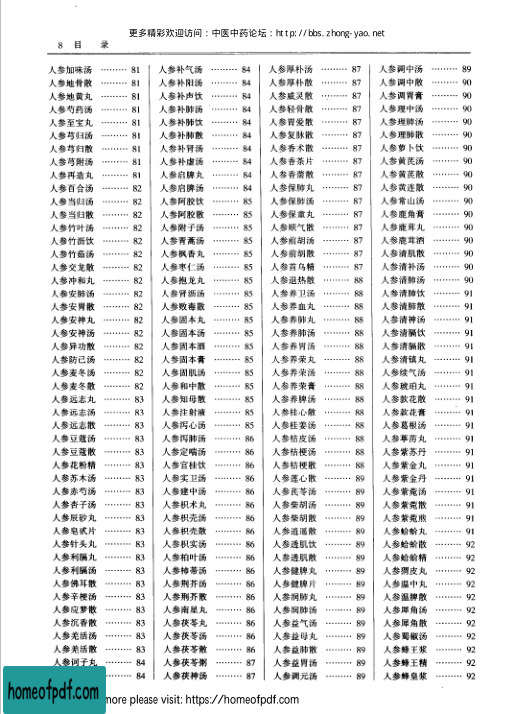 更多精彩欢迎访问：中医中药论坛：http://bbs.zhong-yao.net
8 目 录
人参加味汤 ……… 81
人参地骨散 ……… 81
人参地黄丸 ……… 81
人参芍药汤 ……… 81
人参至宝丸 ……… 81
人参芎归汤 ……… 81
人参芎归散 ……… 81
人参芎附汤 ……… 81
人参再造丸 ……… 81
人参百合汤 ……… 82
人参当归汤 ……… 82
人参当归散 ……… 82
人参竹叶汤 ……… 82
人参竹沥饮 ……… 82
人参竹茹汤 ……… 82
人参交龙散 ……… 82
人参冲和丸 ……… 82
人参安肺汤 ……… 82
人参安胃散 ……… 82
人参安神丸 ……… 82
人参安神汤 ……… 82
人参异功散 ……… 82
人参防己汤 ……… 82
人参麦冬汤 ……… 82
人参麦冬散 ……… 82
人参远志丸 ……… 83
人参远志汤 ……… 83
人参远志散 ……… 83
人参豆蔻汤 ……… 83
人参豆蔻散 ……… 83
人参花粉精 ……… 83
人参苏木汤 ……… 83
人参赤芍汤 ……… 83
人参杏子汤 ……… 83
人参辰砂丸 ……… 83
人参皂贰片 ……… 83
人参针头丸 ……… 83
人参利膈丸 ……… 83
人参利膈汤 ……… 83
人参佛耳散 ……… 83
人参辛梗汤 ……… 83
人参应萝散 ……… 83
人参沉香散 ……… 83
人参羌活汤 ……… 83
人参羌活散 ……… 83
人参诃子丸 ……… 84
……… 84
人参补气汤 ……… 84
人参补阳汤 ……… 84
人参补声饮 ……… 84
人参补肺汤 ……… 84
人参补肺饮 ……… 84
人参补肺散 ……… 84
人参补肾汤 ……… 84
人参补虚汤 ……… 84
人参启脾丸 ……… 84
人参启脾汤 ……… 84
人参阿胶饮 ……… 85
人参阿胶散 ……… 85
人参附子汤 ……… 85
人参青蒿汤 ……… 85
人参枫香丸 ……… 85
人参枣仁汤 ……… 85
人参抱龙丸 ……… 85
人参肾沥汤 ……… 85
人参败毒散 ……… 85
人参固本丸 ……… 85
人参固本汤 ……… 85
人参固本酒 ……… 85
人参固本膏 ……… 85
人参固肌汤 ……… 85
人参和中散 ……… 85
人参知母散 ……… 85
人参注射液 ……… 85
人参泻心汤 ……… 85
人参泻肺汤 ……… 86
人参定喘汤 ……… 86
人参官桂饮 ……… 86
人参实卫汤 ……… 86
人参建中汤 ……… 86
人参枳术丸 ……… 86
人参枳壳汤 ……… 86
人参枳壳散 ……… 86
人参枳实汤 ……… 86
人参柏叶汤 ……… 86
人参柿蒂汤 ……… 86
人参荆芥汤 ……… 86
人参荆芥散 ……… 86
人参南星丸 ……… 86
人参茯苓丸 ……… 86
人参茯苓汤 ……… 86
人参茯苓散 ……… 86
人参茯苓粥 ……… 87
人参茯神汤 ……… 87
人参厚朴汤 ……… 87
人参厚朴散 ……… 87
人参威灵散 ……… 87
人参轻骨散 ……… 87
人参胃爱散 ……… 87
人参复脉散 ……… 87
人参香术散 ……… 87
人参香茶片 ……… 87
人参香薷散 ……… 87
人参保肺丸 ……… 87
人参保肺汤 ……… 87
人参保童丸 ……… 87
人参顺气散 ……… 87
人参前胡汤 ……… 87
人参前胡散 ……… 87
人参首乌精 ……… 87
人参退热散 ……… 88
人参养卫汤 ……… 88
人参养血丸 ……… 88
人参养肺丸 ……… 88
人参养肺汤 ……… 88
人参养胃汤 ……… 88
人参养荣丸 ……… 88
人参养荣汤 ……… 88
人参养荣膏 ……… 88
人参养脾汤 ……… 88
人参桂心散 ……… 88
人参桂姜汤 ……… 88
人参桔皮汤 ……… 88
人参桔梗汤 ……… 88
人参桔梗散 ……… 88
人参莲心散 ……… 89
人参芪苓汤 ……… 89
人参柴胡汤 ……… 89
人参柴胡散 ……… 89
人参逍遥散 ……… 89
人参透肌饮 ……… 89
人参透肌散 ……… 89
人参健脾丸 ……… 89
人参健脾片 ……… 89
人参润肺丸 ……… 89
人参润肺汤 ……… 89
人参益气汤 ……… 89
人参益母丸 ……… 89
人参益肺散 ……… 89
人参益胃汤 ……… 89
人参调元汤 ……… 89
人参调中汤 ……… 89
人参调中散 ……… 90
人参调胃膏 ……… 90
人参理中汤 ……… 90
人参理肺汤 ……… 90
人参理肺散 ……… 90
人参萝卜饮 ……… 90
人参黄芪汤 ……… 90
人参黄芪散 ……… 90
人参黄连散 ……… 90
人参常山汤 ……… 90
人参鹿角膏 ……… 90
人参鹿茸丸 ……… 90
人参鹿茸酒 ……… 90
人参清肌散 ……… 90
人参清补汤 ……… 90
人参清肺汤 ……… 90
人参清肺饮 ……… 91
人参清肺散 ……… 91
人参清神汤 ……… 91
人参清膈饮 ……… 91
人参清膈散 ……… 91
人参清镇丸 ……… 91
人参续气汤 ……… 91
人参琥珀丸 ……… 91
人参款花散 ……… 91
人参款花膏 ……… 91
人参葛根汤 ……… 91
人参葶苈丸 ……… 91
人参紫苏丹 ……… 91
人参紫金丸 ……… 91
人参紫金丹 ……… 91
人参紫菀汤 ……… 91
人参紫菀散 ……… 91
人参紫菀煎 ……… 91
人参蛤蚧丸 ……… 91
人参蛤蚧散 ……… 92
人参蛤蚧精 ……… 92
人参猬皮丸 ……… 92
人参温中丸 ……… 92
人参温脾散 ……… 92
人参犀角汤 ……… 92
人参犀角散 ……… 92
人参蜀椒汤 ……… 92
人参蜂王浆 ……… 92
人参蜂王精 ……… 92
人参蜂皇浆 ……… 92
homeofpdf.com
more please visit: https://homeofpdf.com